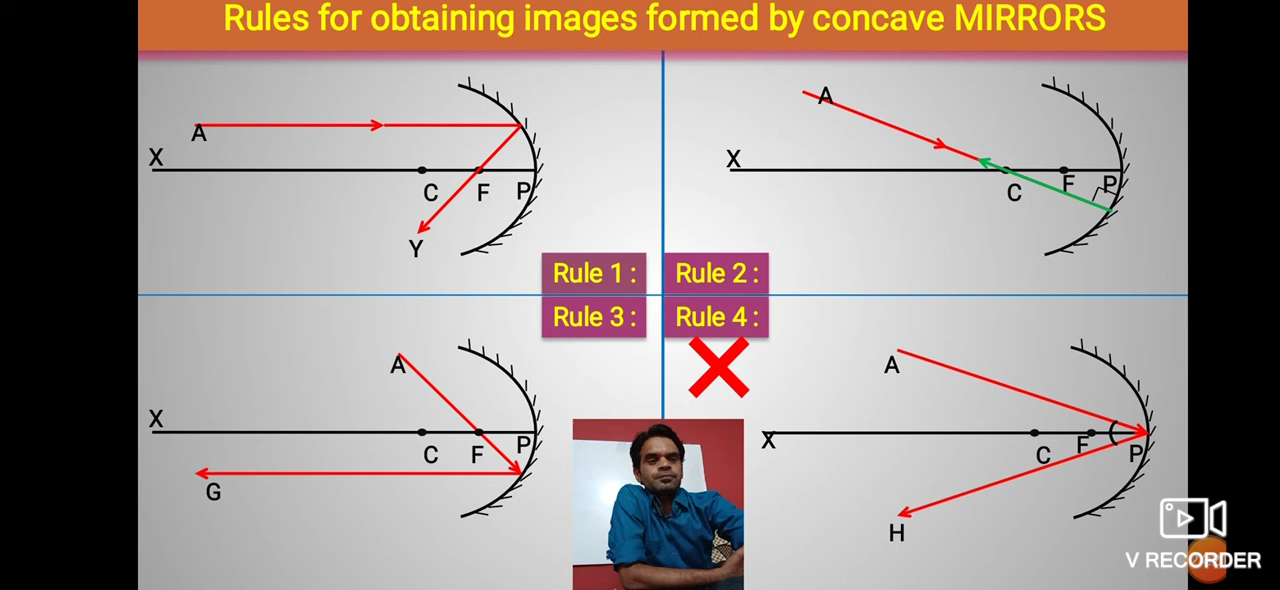 Rules for obtaining images formed by concave MIRRORS
A
X
C F P
Y
A
X
C F P
Rule 1 : Rule 2 :
Rule 3 : Rule 4 :
A
X
C F P
G
A
X
C F P
H
V RECORDER